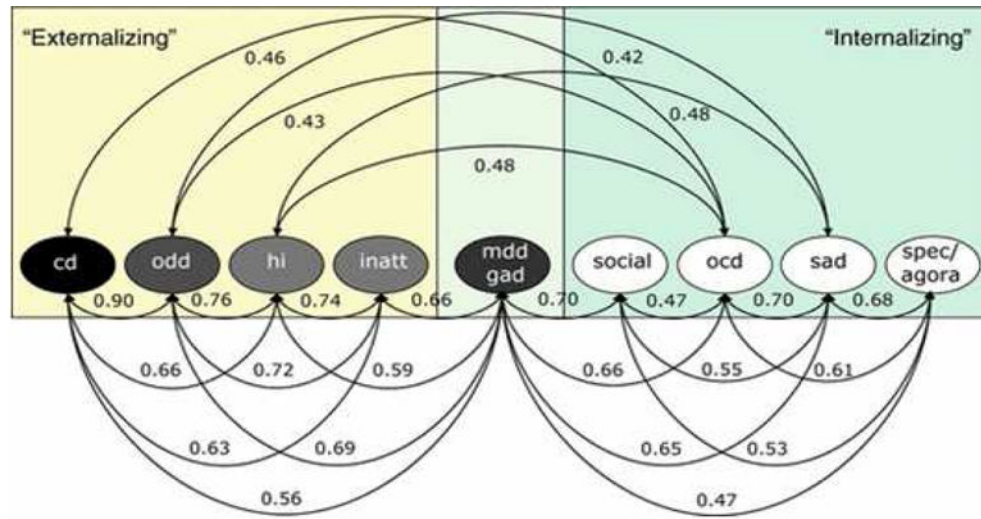 “Externalizing”
“Internalizing”
0.46
0.42
0.43
0.48
0.48
cd
odd
hi
inatt
mdd
gad
social
ocd
sad
spec/
agora
0.90
0.76
0.74
0.66
0.70
0.47
0.70
0.68
0.66
0.72
0.59
0.66
0.55
0.61
0.63
0.69
0.65
0.53
0.56
0.47